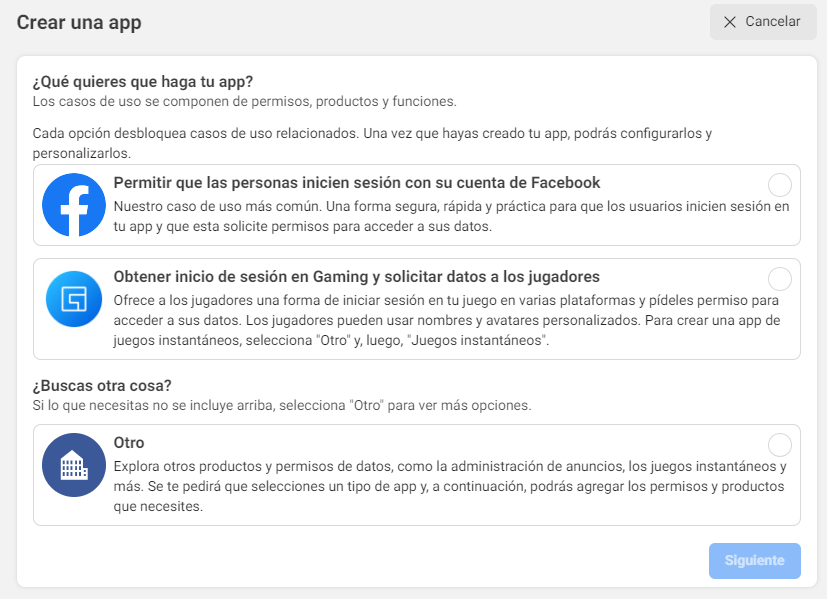 Crear una app
Cancelar
¿Qué quieres que haga tu app?
Los casos de uso se componen de permisos, productos y funciones.
Cada opción desbloquea casos de uso relacionados. Una vez que hayas creado tu app, podrás configurarlos y
personalizarlos.
Permitir que las personas inicien sesión con su cuenta de Facebook
Nuestro caso de uso más común. Una forma segura, rápida y práctica para que los usuarios inicien sesión en
tu app y que esta solicite permisos para acceder a sus datos.
Obtener inicio de sesión en Gaming y solicitar datos a los jugadores
Ofrece a los jugadores una forma de iniciar sesión en tu juego en varias plataformas y pídeles permiso para
acceder a sus datos. Los jugadores pueden usar nombres y avatares personalizados. Para crear una app de
juegos instantáneos, selecciona "Otro" y, luego, "Juegos instantáneos".
¿Buscas otra cosa?
Si lo que necesitas no se incluye arriba, selecciona "Otro" para ver más opciones.
Otro
Explora otros productos y permisos de datos, como la administración de anuncios, los juegos instantáneos y
más. Se te pedirá que selecciones un tipo de app y, a continuación, podrás agregar los permisos y productos
que necesites.
Siguiente